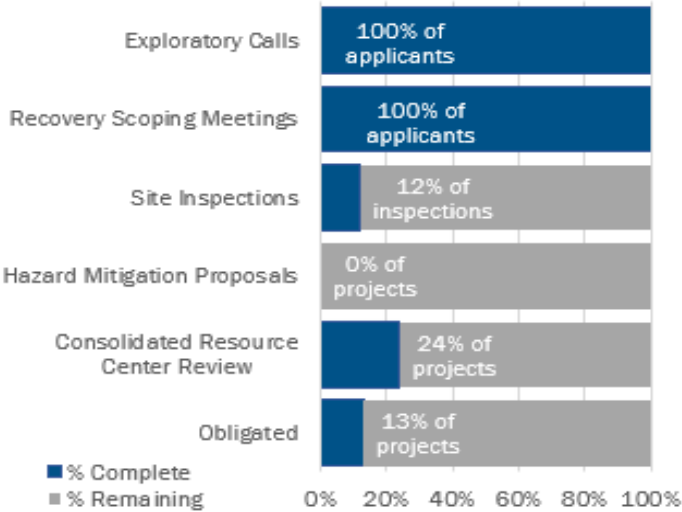 Exploratory Calls
100% of
applicants
Recovery Scoping Meetings
100% of
applicants
Site Inspections
12% of
inspections
Hazard Mitigation Proposals
0% of
projects
Consolidated Resource
Center Review
24% of
projects
Obligated
13% of
projects
% Complete
% Remaining
0% 20% 40% 60% 80% 100%